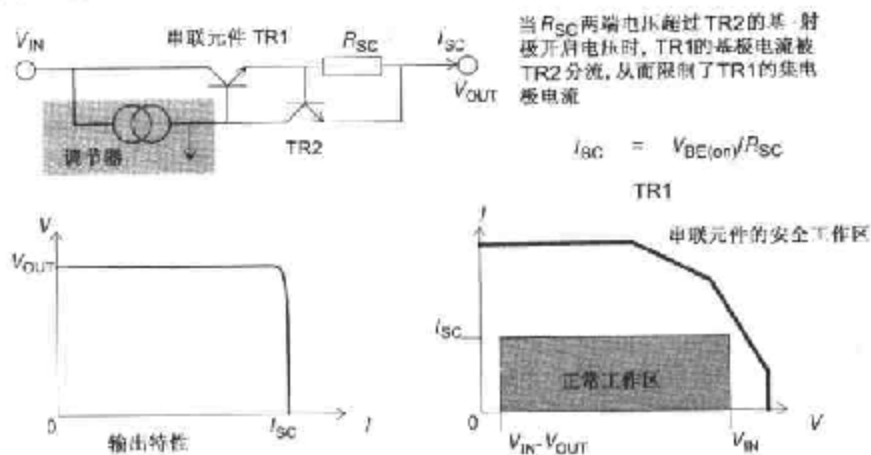 V_IN
串联元件 TR1
R_SC
I_SC
V_OUT
调节器
TR2
当R_SC两端电压超过TR2的基-射
极开启电压时，TR1的基极电流被
TR2分流，从而限制了TR1的集电
极电流
I_SC = V_BE(on)/R_SC
TR1
V
V_OUT
0
I_SC
I
输出特性
I
串联元件的安全工作区
I_SC
正常工作区
0
V_IN-V_OUT
V_IN
V